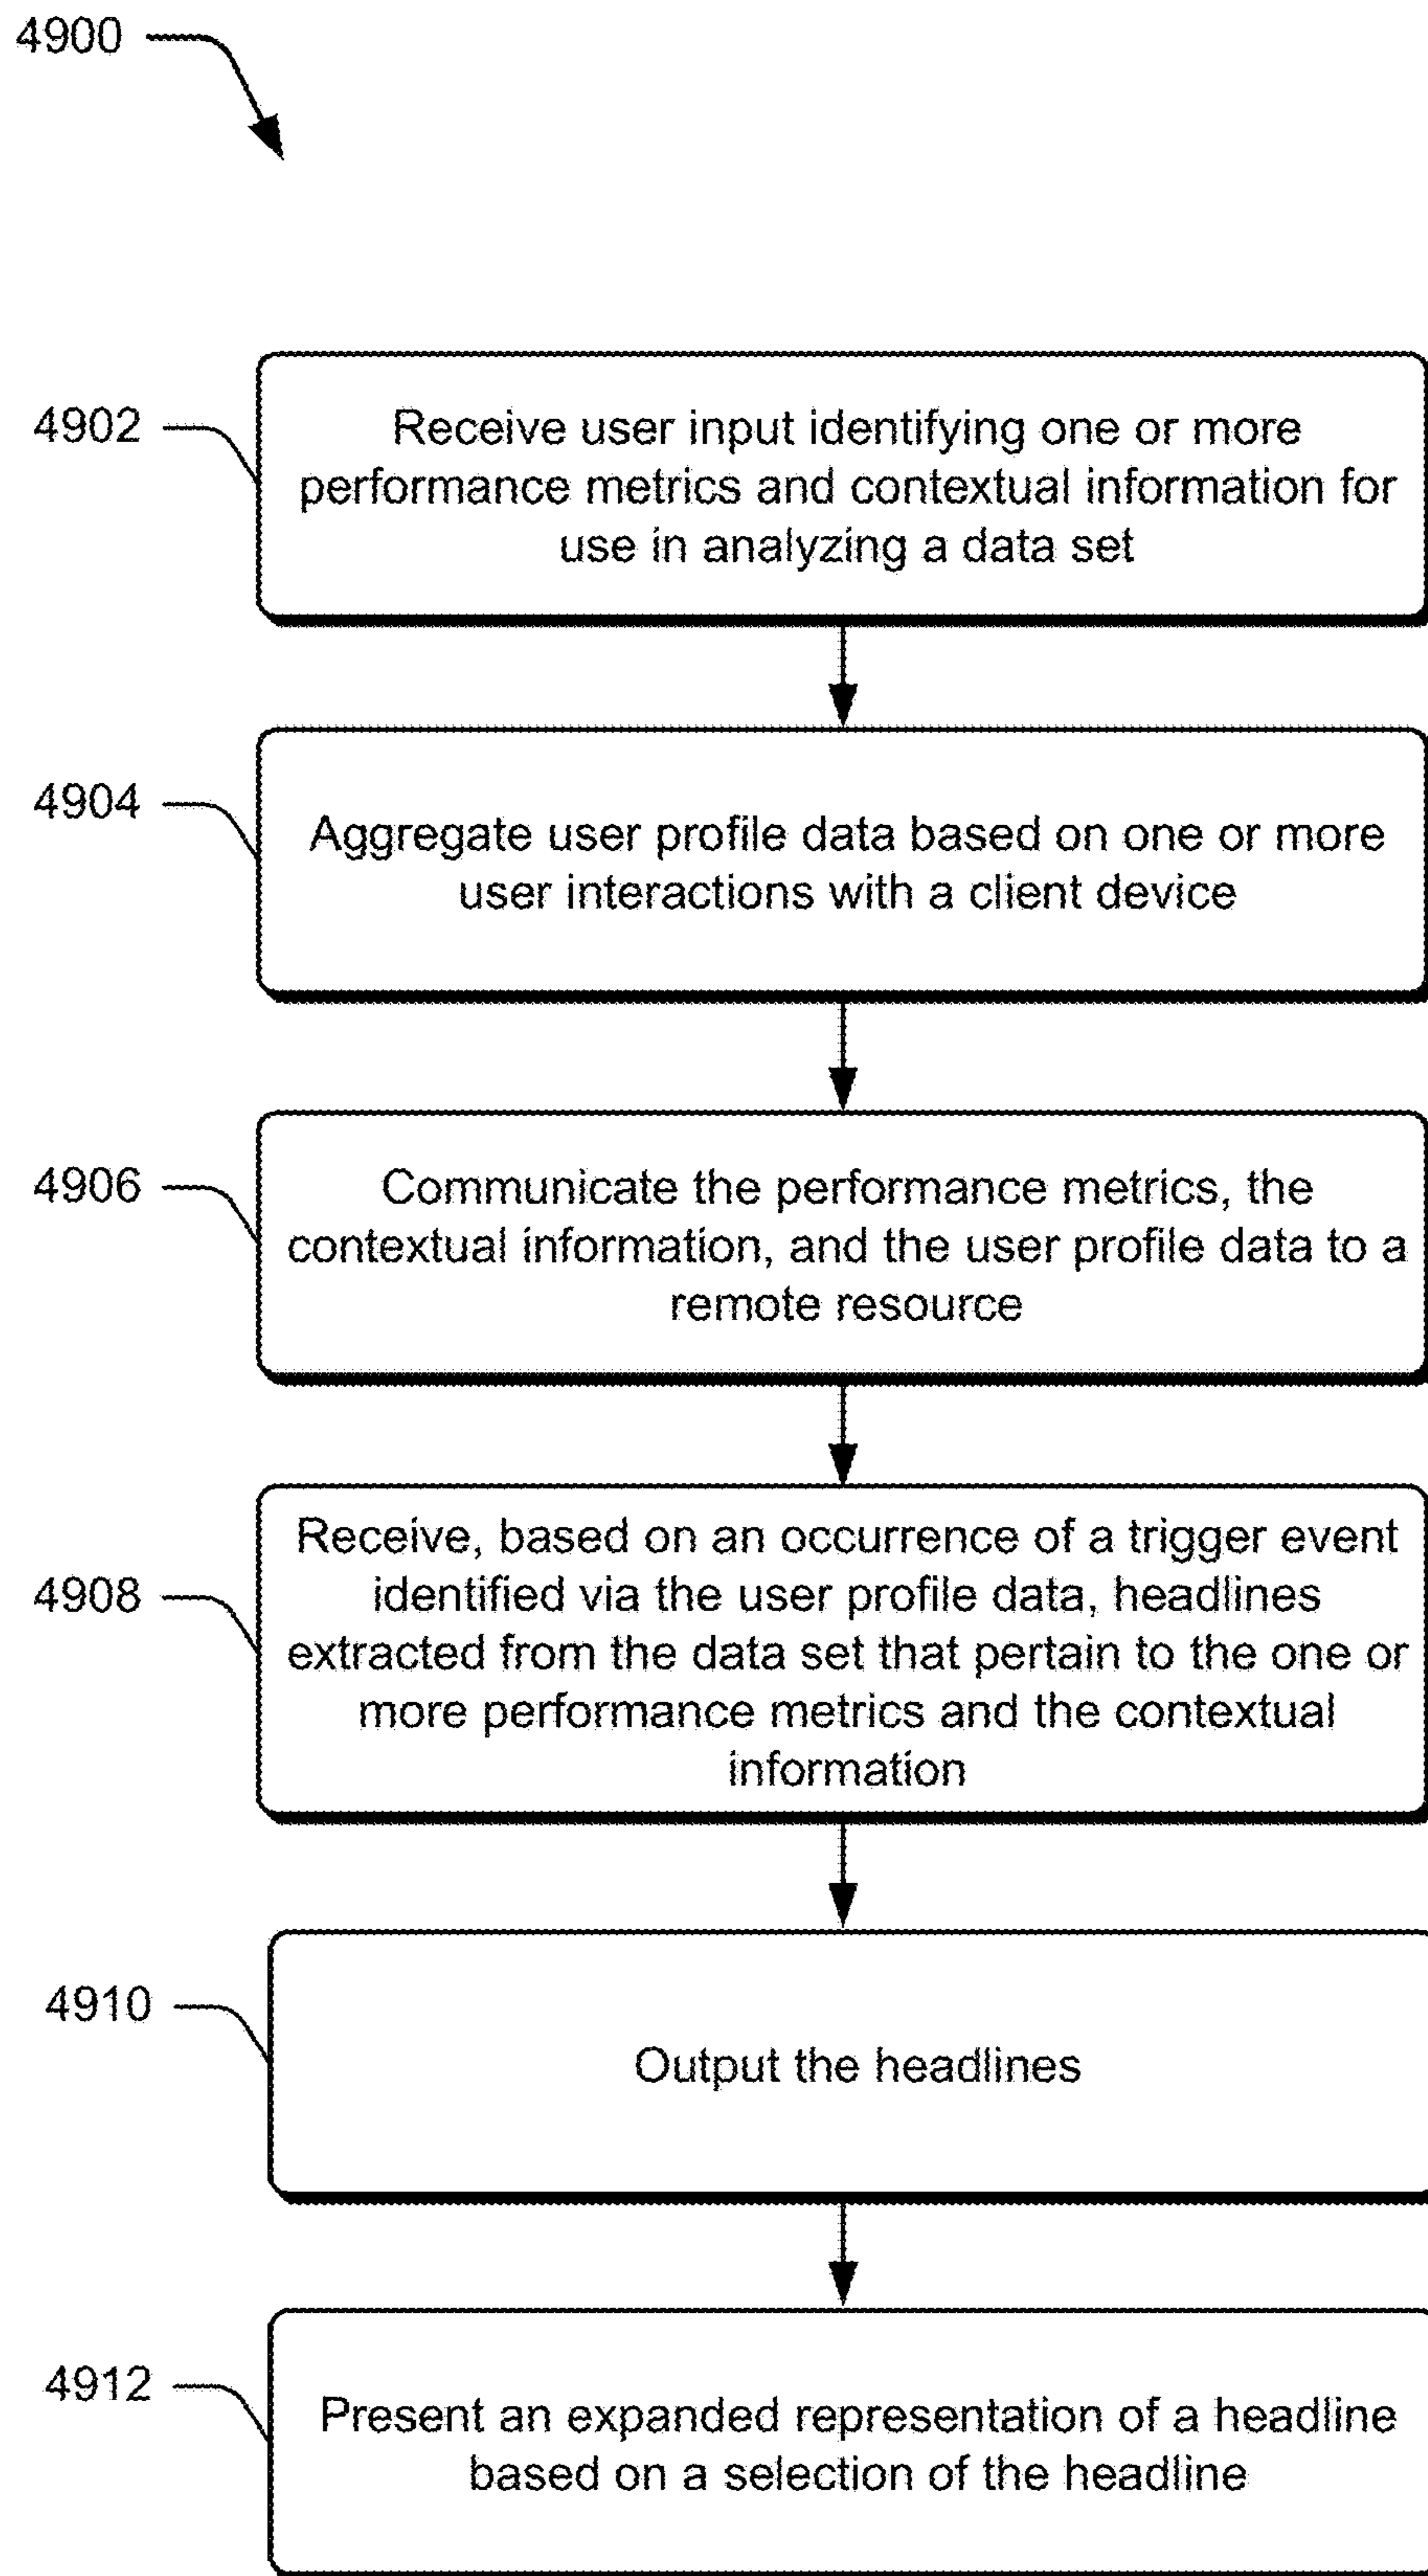 4900
4902
Receive user input identifying one or more
performance metrics and contextual information for
use in analyzing a data set
4904
Aggregate user profile data based on one or more
user interactions with a client device
4906
Communicate the performance metrics, the
contextual information, and the user profile data to a
remote resource
4908
Receive, based on an occurrence of a trigger event
identified via the user profile data, headlines
extracted from the data set that pertain to the one or
more performance metrics and the contextual
information
4910
Output the headlines
4912
Present an expanded representation of a headline
based on a selection of the headline